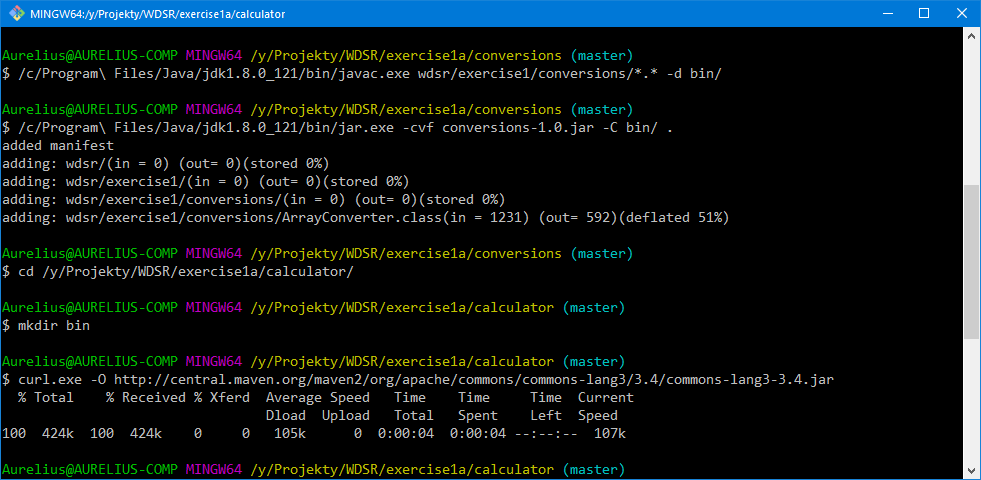 MINGW64:/y/Projekty/WDSR/exercise1a/calculator
Aurelius@AURELIUS-COMP MINGW64 /y/Projekty/WDSR/exercise1a/conversions (master)
$ /c/Program\ Files/Java/jdk1.8.0_121/bin/javac.exe wdsr/exercise1/conversions/*.* -d bin/
Aurelius@AURELIUS-COMP MINGW64 /y/Projekty/WDSR/exercise1a/conversions (master)
$ /c/Program\ Files/Java/jdk1.8.0_121/bin/jar.exe -cvf conversions-1.0.jar -C bin/ .
added manifest
adding: wdsr/(in = 0) (out= 0)(stored 0%)
adding: wdsr/exercise1/(in = 0) (out= 0)(stored 0%)
adding: wdsr/exercise1/conversions/(in = 0) (out= 0)(stored 0%)
adding: wdsr/exercise1/conversions/ArrayConverter.class(in = 1231) (out= 592)(deflated 51%)
Aurelius@AURELIUS-COMP MINGW64 /y/Projekty/WDSR/exercise1a/conversions (master)
$ cd /y/Projekty/WDSR/exercise1a/calculator/
Aurelius@AURELIUS-COMP MINGW64 /y/Projekty/WDSR/exercise1a/calculator (master)
$ mkdir bin
Aurelius@AURELIUS-COMP MINGW64 /y/Projekty/WDSR/exercise1a/calculator (master)
$ curl.exe -O http://central.maven.org/maven2/org/apache/commons/commons-lang3/3.4/commons-lang3-3.4.jar
  % Total    % Received % Xferd  Average Speed   Time    Time     Time  Current
                                 Dload  Upload   Total   Spent    Left  Speed
100  424k  100  424k    0     0   105k      0  0:00:04  0:00:04 --:--:--  107k
Aurelius@AURELIUS-COMP MINGW64 /y/Projekty/WDSR/exercise1a/calculator (master)